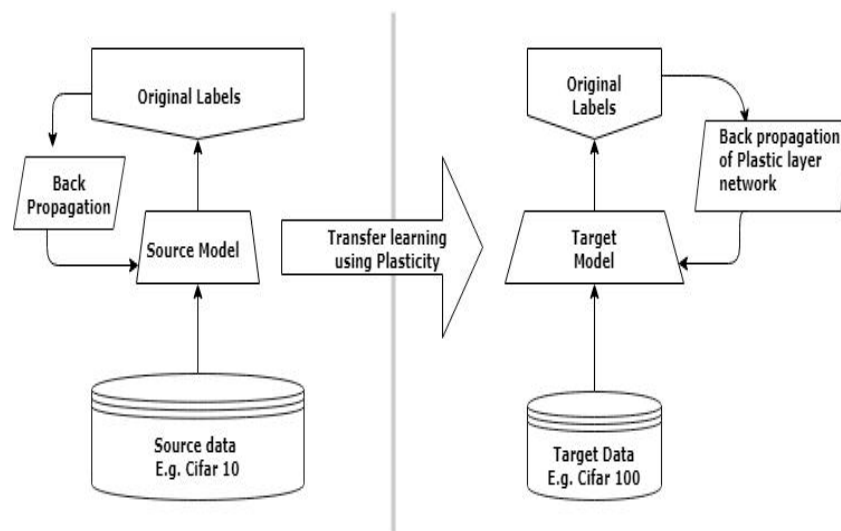 Original Labels
Back
Propagation
Source Model
Source data
E.g. Cifar 10
Transfer learning
using Plasticity
Original
Labels
Back propagation
of Plastic layer
network
Target
Model
Target Data
E.g. Cifar 100